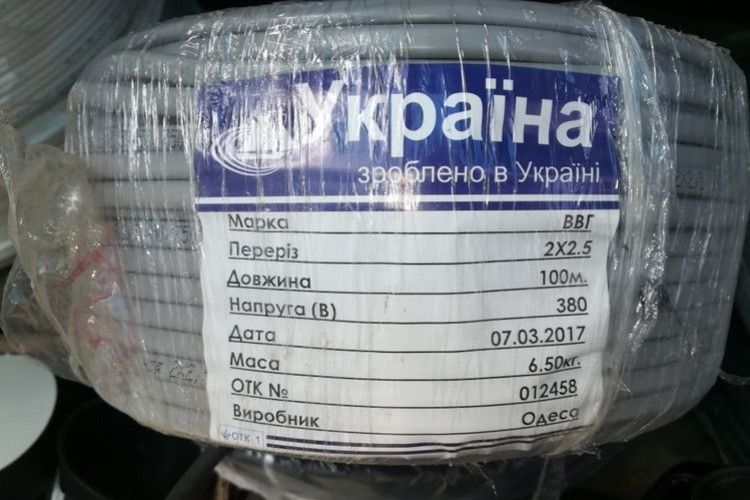 Україна
зроблено в Україні
Марка ВВГ
Переріз 2X2.5
Довжина 100м.
Напруга (В) 380
Дата 07.03.2017
Маса 6.50кг.
ОТК № 012458
Виробник Одеса
ОТК 1